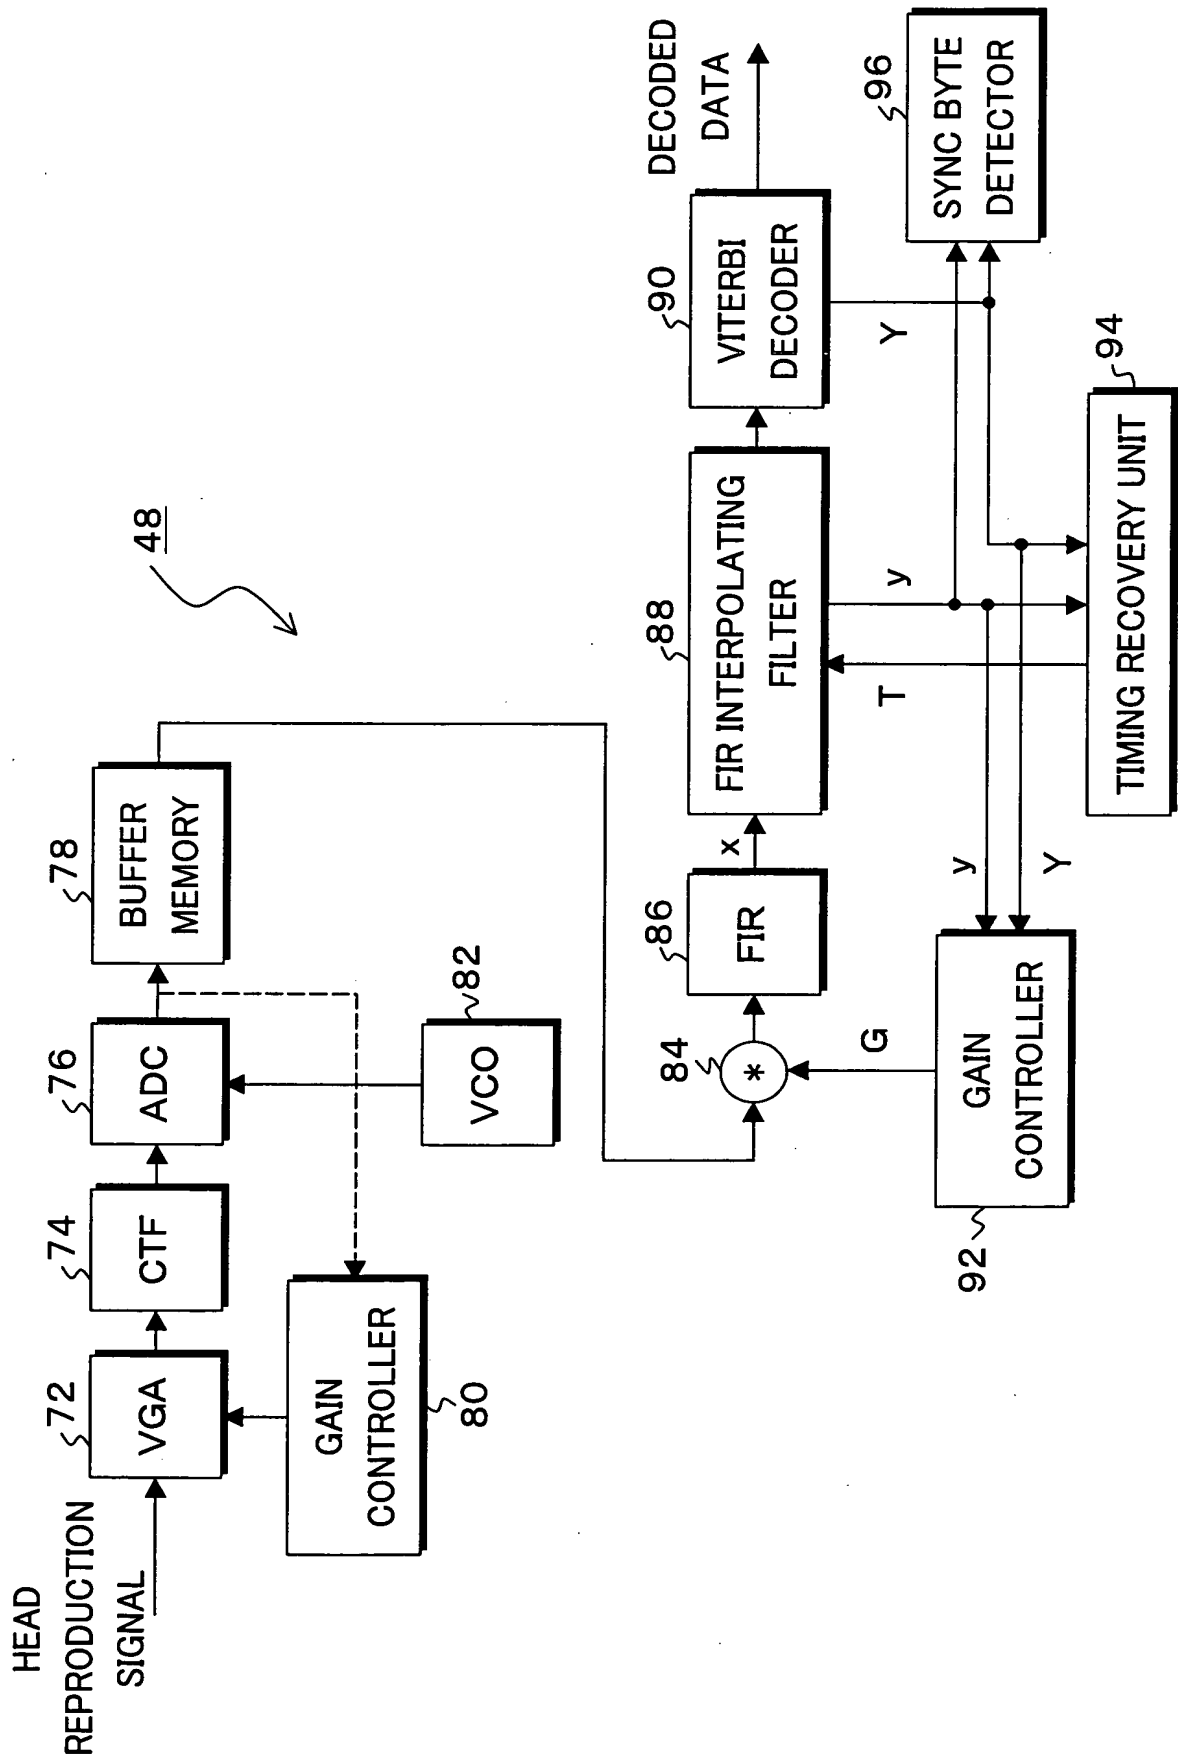 48
HEAD
REPRODUCTION
SIGNAL
72
VGA
74
CTF
76
ADC
78
BUFFER
MEMORY
GAIN
CONTROLLER
80
VCO
82
84
*
86
FIR
x
88
FIR INTERPOLATING
FILTER
90
VITERBI
DECODER
DECODED
DATA
G
T
y
Y
96
SYNC BYTE
DETECTOR
y
Y
GAIN
CONTROLLER
92
TIMING RECOVERY UNIT
94